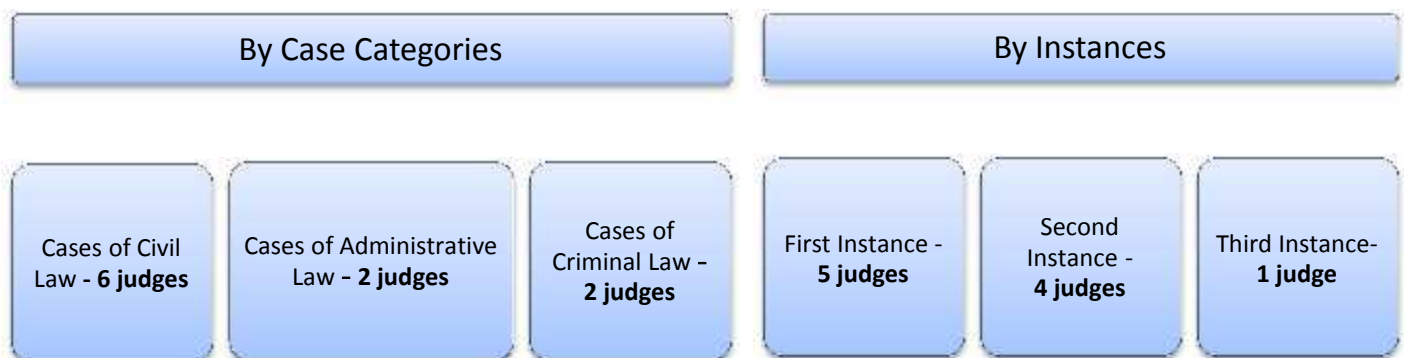 By Case Categories
By Instances
Cases of Civil
Law - 6 judges
Cases of Administrative
Law – 2 judges
Cases of
Criminal Law –
2 judges
First Instance -
5 judges
Second
Instance -
4 judges
Third Instance-
1 judge